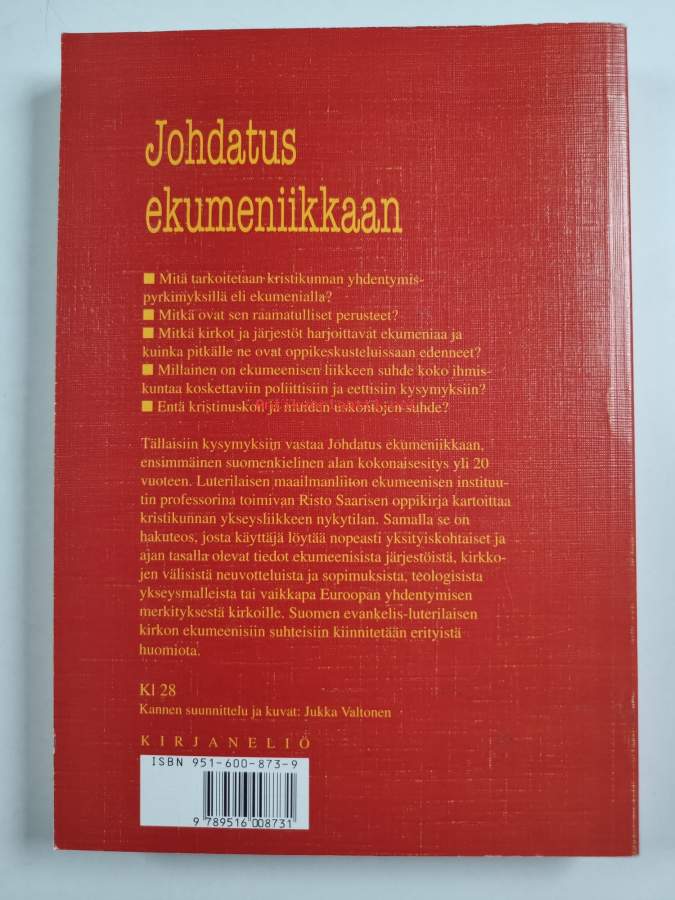 Johdatus
ekumeniikkaan
■ Mitä tarkoitetaan kristikunnan yhdentymis-
pyrkimyksillä eli ekumenialla?
■ Mitkä ovat sen raamatulliset perusteet?
■ Mitkä kirkot ja järjestöt harjoittavat ekumeniaa ja
kuinka pitkälle ne ovat oppikeskusteluissaan edenneet?
■ Millainen on ekumeenisen liikkeen suhde koko ihmis-
kuntaa koskettaviin poliittisiin ja eettisiin kysymyksiin?
■ Entä kristinuskon ja muiden uskontojen suhde?
Tällaisiin kysymyksiin vastaa Johdatus ekumeniikkaan,
ensimmäinen suomenkielinen alan kokonaisesitys yli 20
vuoteen. Luterilaisen maailmanliiton ekumeenisen instituu-
tin professorina toimivan Risto Saarisen oppikirja kartoittaa
kristikunnan ykseysliikkeen nykytilan. Samalla se on
hakuteos, josta käyttäjä löytää nopeasti yksityiskohtaiset ja
ajan tasalla olevat tiedot ekumeenisista järjestöistä, kirkko-
jen välisistä neuvotteluista ja sopimuksista, teologisista
ykseysmalleista tai vaikkapa Euroopan yhdentymisen
merkityksestä kirkoille. Suomen evankelis-luterilaisen
kirkon ekumeenisiin suhteisiin kiinnitetään erityistä
huomiota.
Kl 28
Kannen suunnittelu ja kuvat: Jukka Valtonen
KIRJANELIÖ
ISBN 951-600-873-9
9 789516 008731